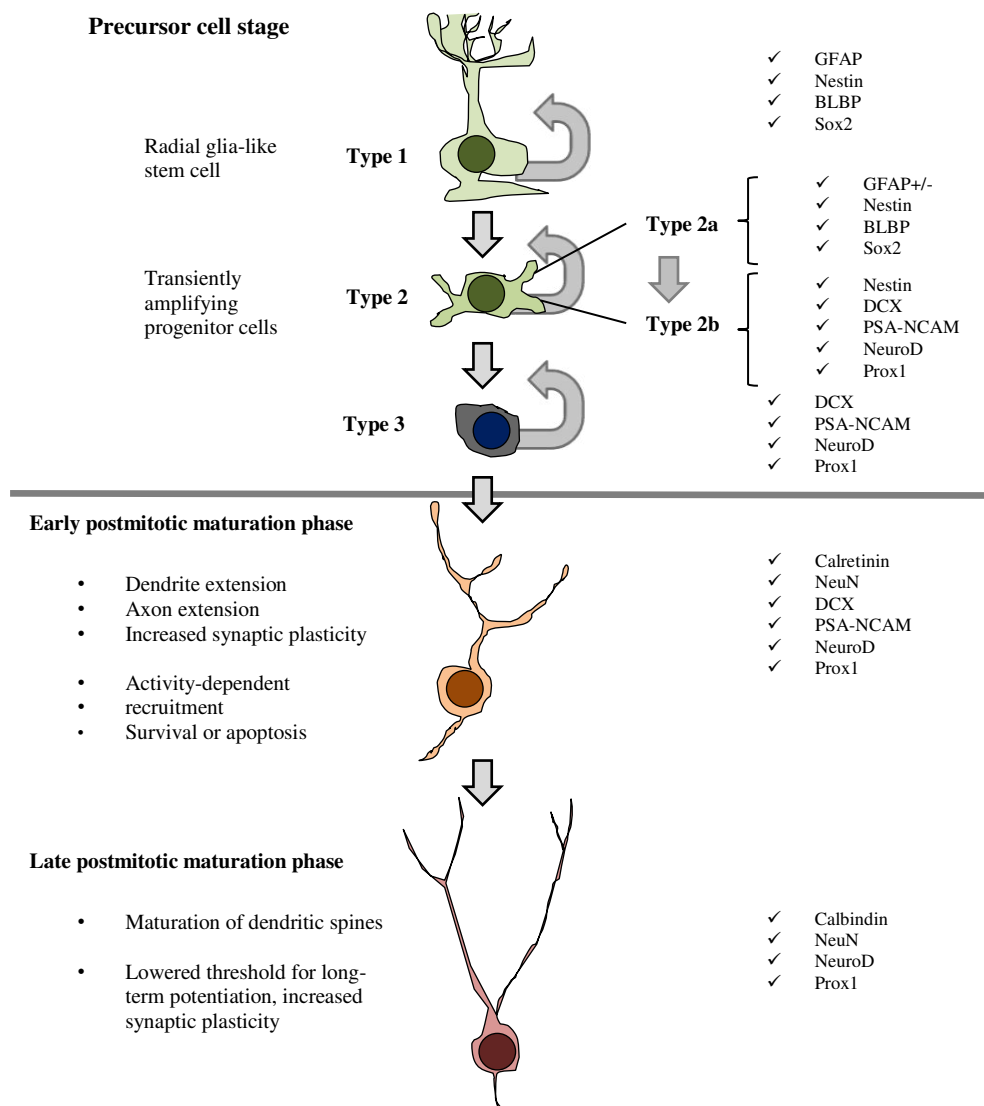 Precursor cell stage
✓ GFAP
✓ Nestin
✓ BLBP
✓ Sox2
Radial glia-like
stem cell
Type 1
Type 2a
✓ GFAP+/-
✓ Nestin
✓ BLBP
✓ Sox2
Transiently
amplifying
progenitor cells
Type 2
Type 2b
✓ Nestin
✓ DCX
✓ PSA-NCAM
✓ NeuroD
✓ Prox1
Type 3
✓ DCX
✓ PSA-NCAM
✓ NeuroD
✓ Prox1
Early postmitotic maturation phase
• Dendrite extension
• Axon extension
• Increased synaptic plasticity
• Activity-dependent
• recruitment
• Survival or apoptosis
✓ Calretinin
✓ NeuN
✓ DCX
✓ PSA-NCAM
✓ NeuroD
✓ Prox1
Late postmitotic maturation phase
• Maturation of dendritic spines
• Lowered threshold for long-
term potentiation, increased
synaptic plasticity
✓ Calbindin
✓ NeuN
✓ NeuroD
✓ Prox1